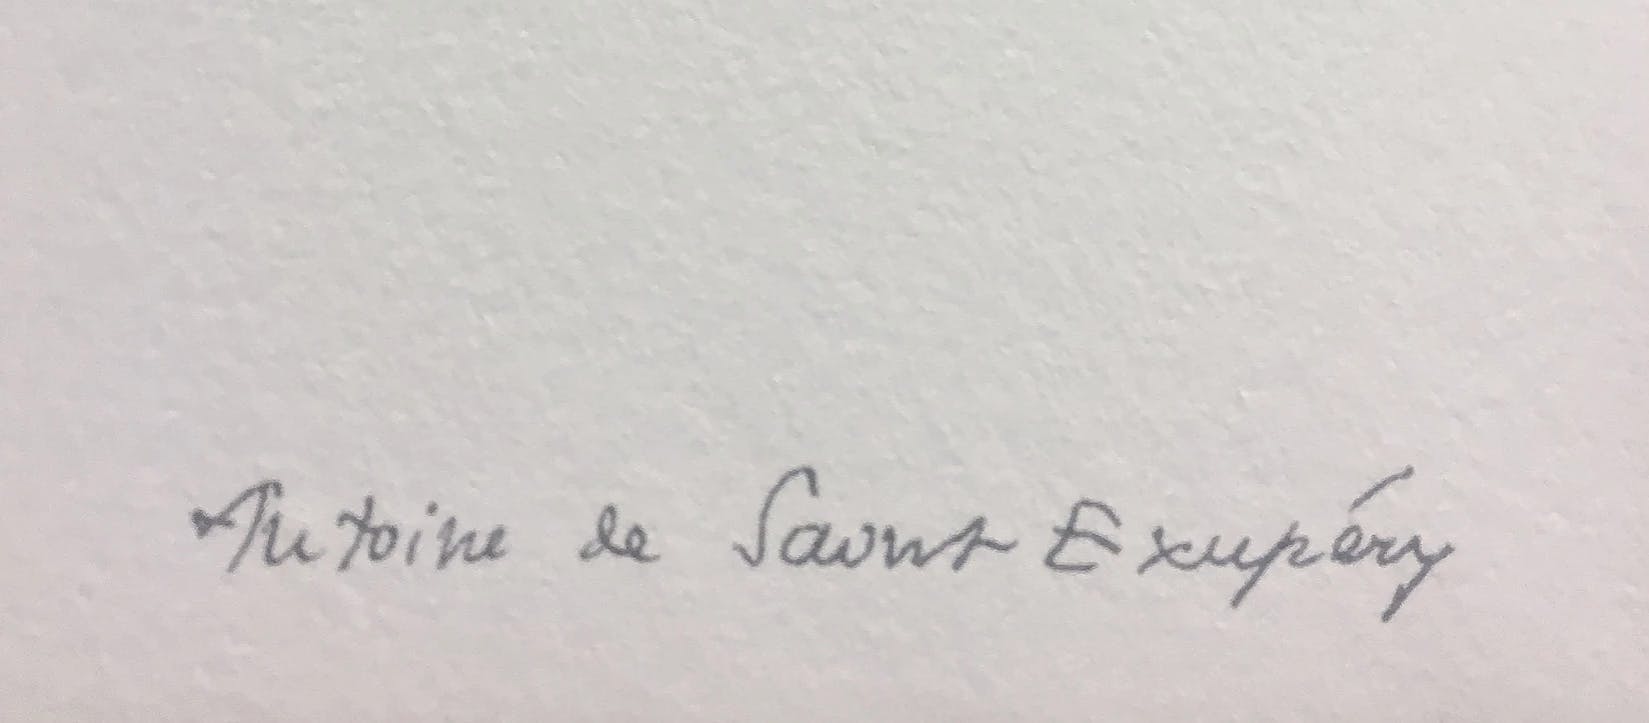 Antoine de Saint Exupéry